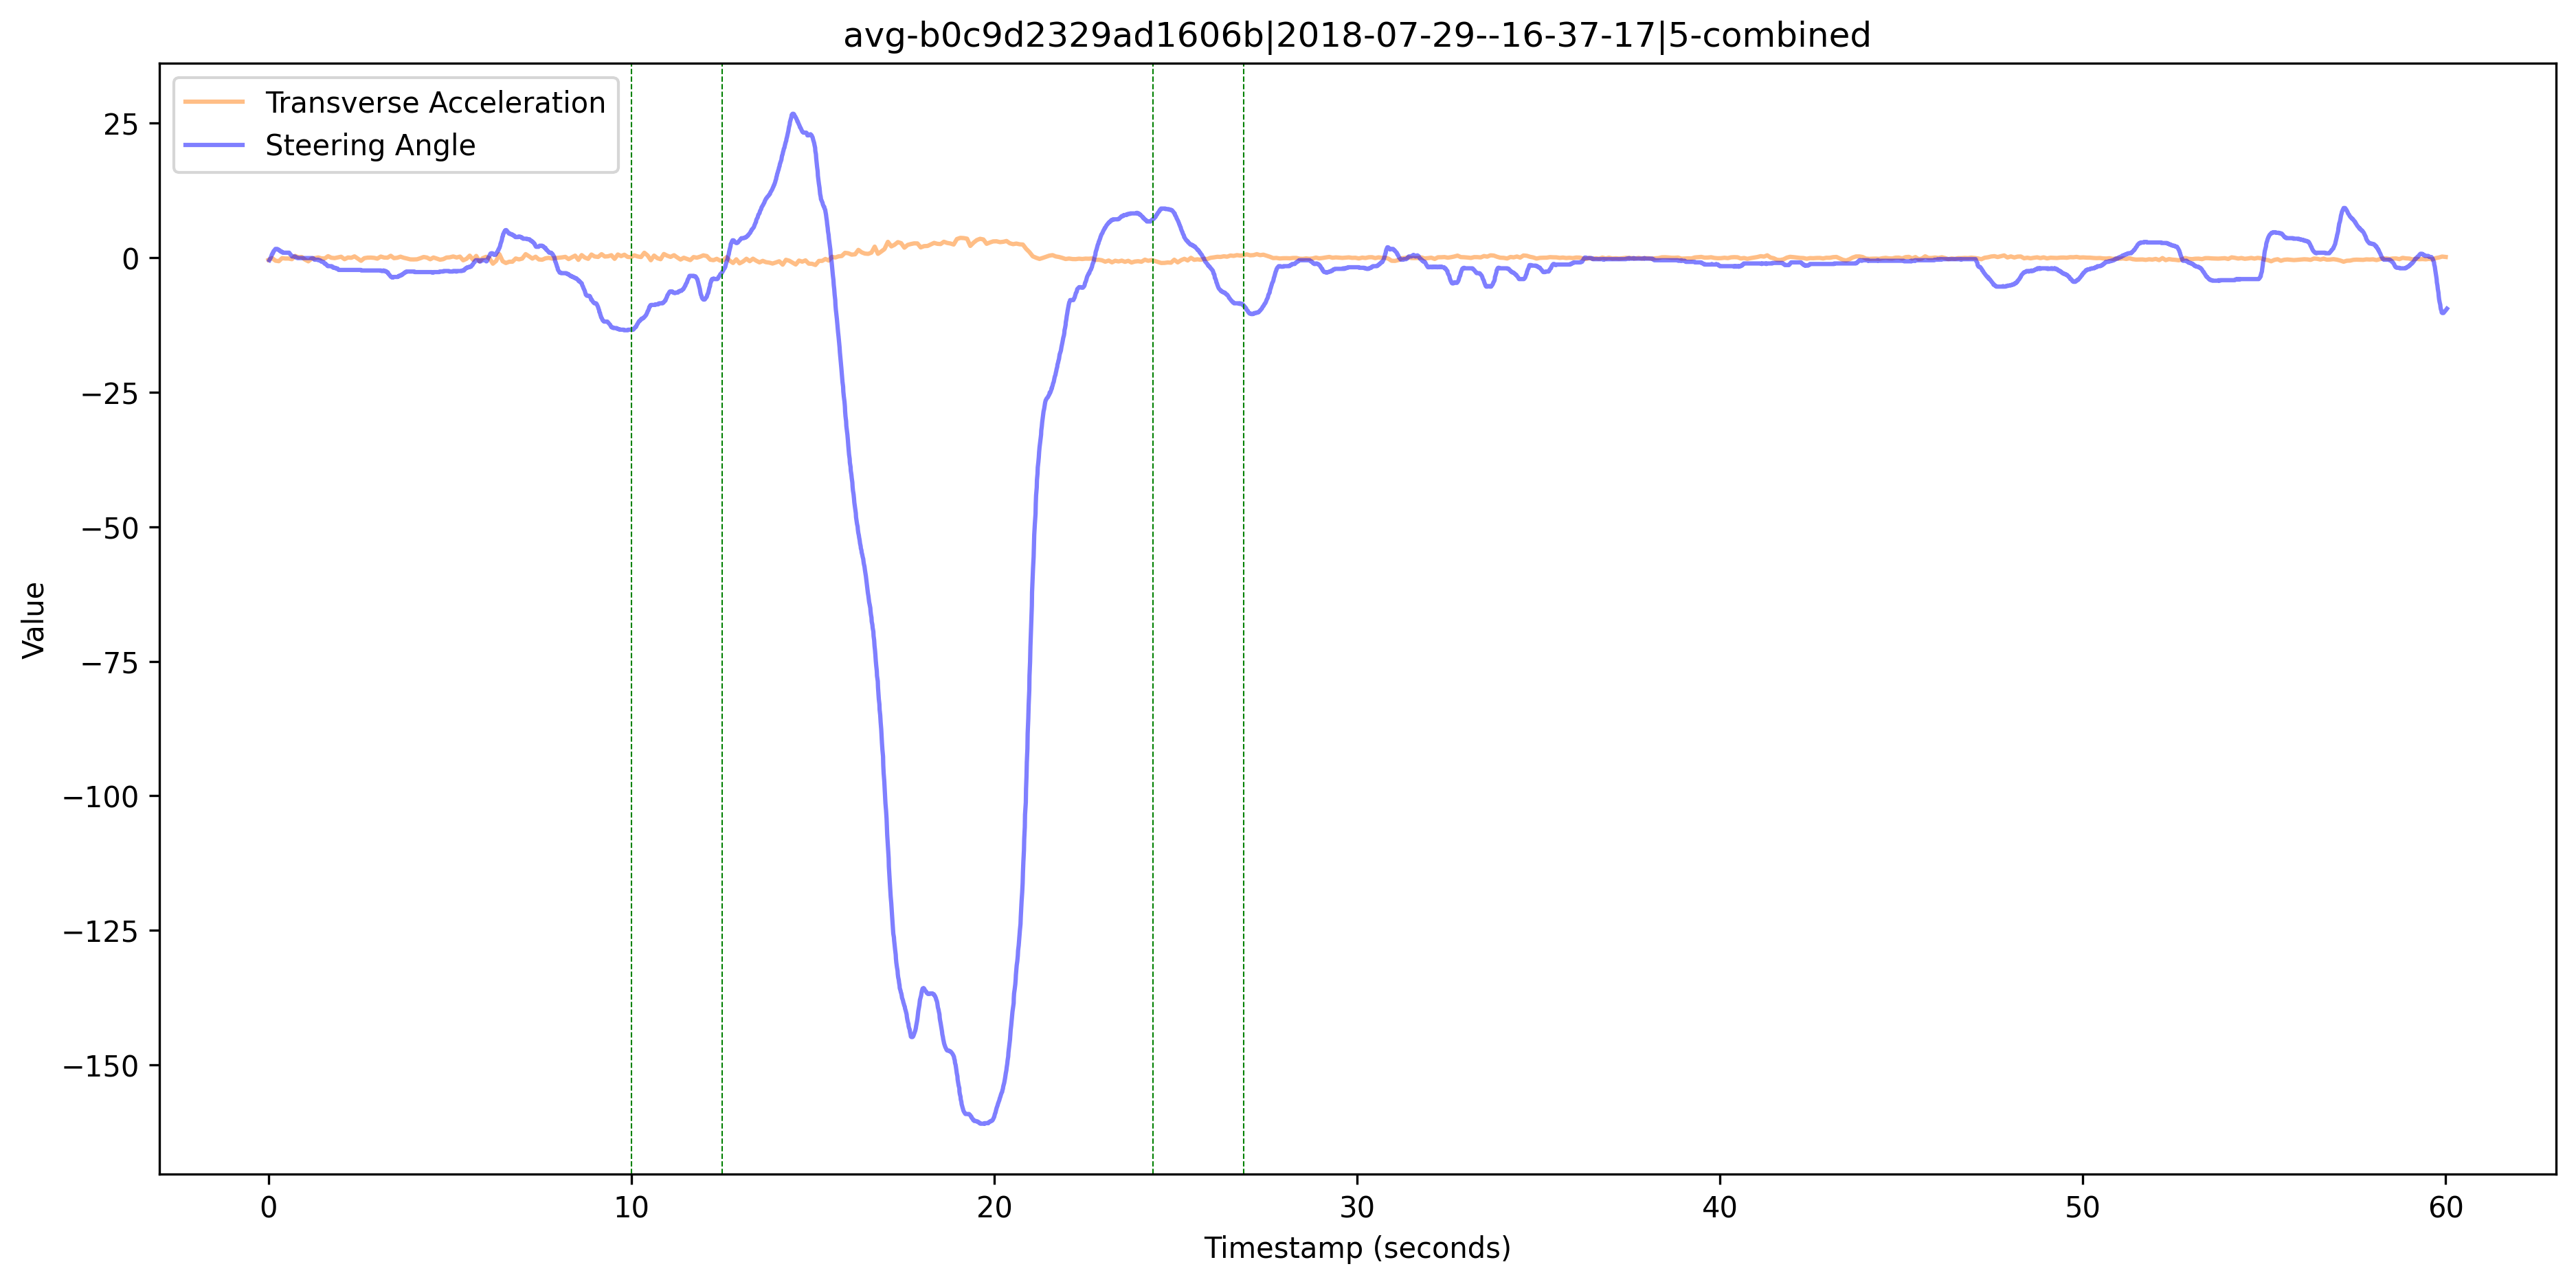 avg-b0c9d2329ad1606b|2018-07-29--16-37-17|5-combined
Transverse Acceleration
Steering Angle
25
0
−25
−50
−75
−100
−125
−150
Value
0 10 20 30 40 50 60
Timestamp (seconds)